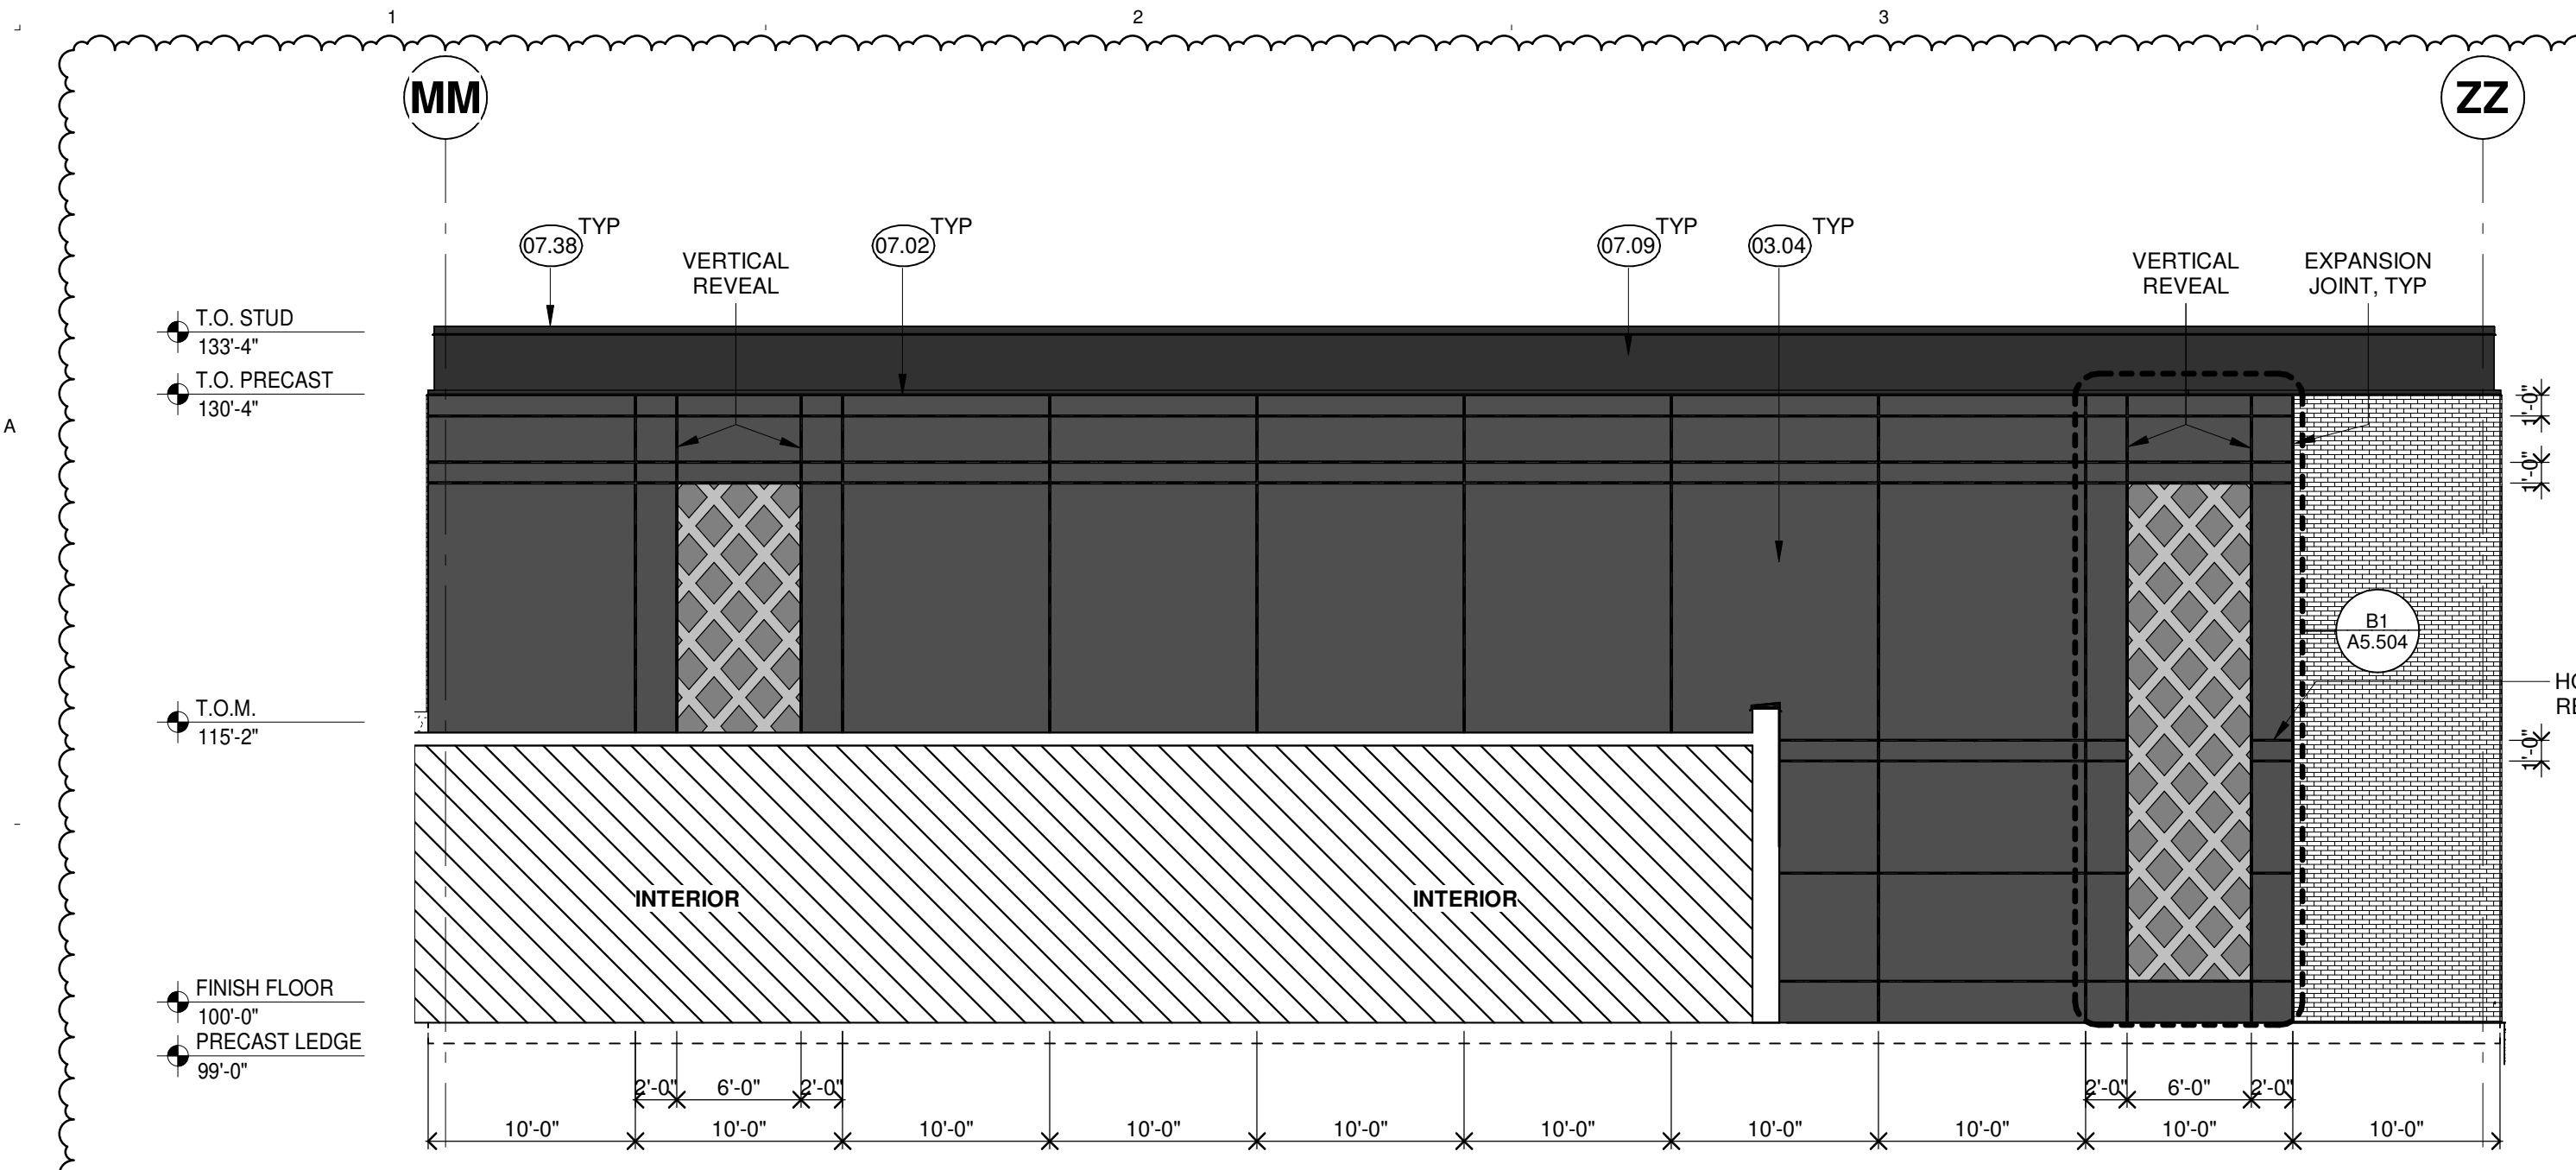 1
2
3
MM
ZZ
07.38 TYP
07.02 TYP
07.09 TYP
03.04 TYP
VERTICAL
REVEAL
VERTICAL
REVEAL
EXPANSION
JOINT, TYP
T.O. STUD
133'-4"
T.O. PRECAST
130'-4"
A
1'-0"
1'-0"
B1
A5.504
HO
RE
T.O.M.
115'-2"
1'-0"
INTERIOR
INTERIOR
FINISH FLOOR
100'-0"
PRECAST LEDGE
99'-0"
2'-0" 6'-0" 2'-0"
2'-0" 6'-0" 2'-0"
10'-0" 10'-0" 10'-0" 10'-0" 10'-0" 10'-0" 10'-0" 10'-0" 10'-0" 10'-0"